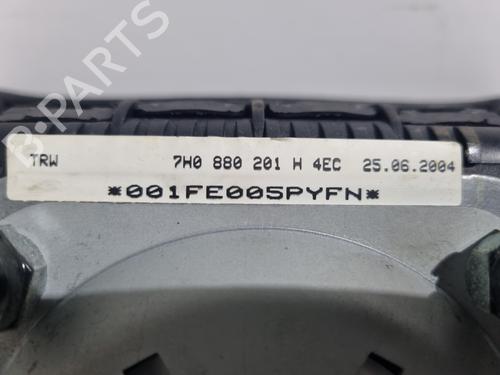 TRW 7H0 880 201 H 4EC 25.06.2004
*001FE005PYFN*
B-PARTS